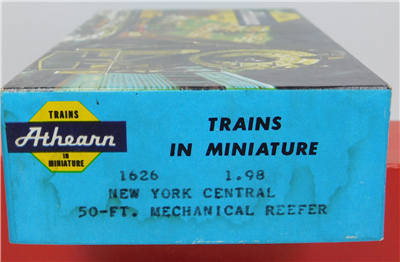 TRAINS
Athearn
IN
MINIATURE
TRAINS
IN MINIATURE
1626 1.98
NEW YORK CENTRAL
50-FT. MECHANICAL REEFER